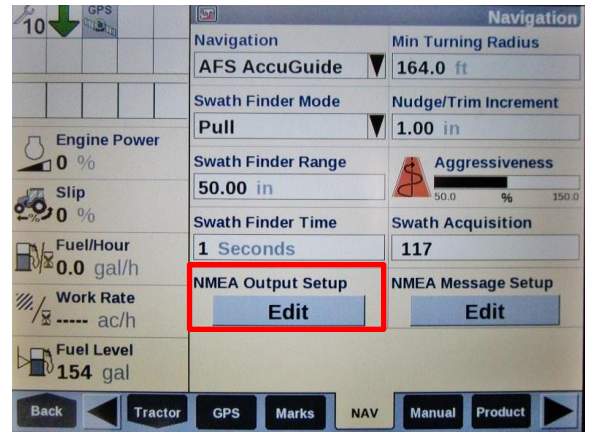 10
GPS
Navigation
Navigation
Min Turning Radius
AFS AccuGuide
164.0 ft
Swath Finder Mode
Nudge/Trim Increment
Pull
1.00 in
Swath Finder Range
Aggressiveness
50.00 in
50.0 % 150.0
Swath Finder Time
Swath Acquisition
1 Seconds
117
NMEA Output Setup
NMEA Message Setup
Edit
Edit
Engine Power
0 %
Slip
%
0 %
Fuel/Hour
0.0 gal/h
Work Rate
----- ac/h
Fuel Level
154 gal
Back
Tractor
GPS
Marks
NAV
Manual
Product